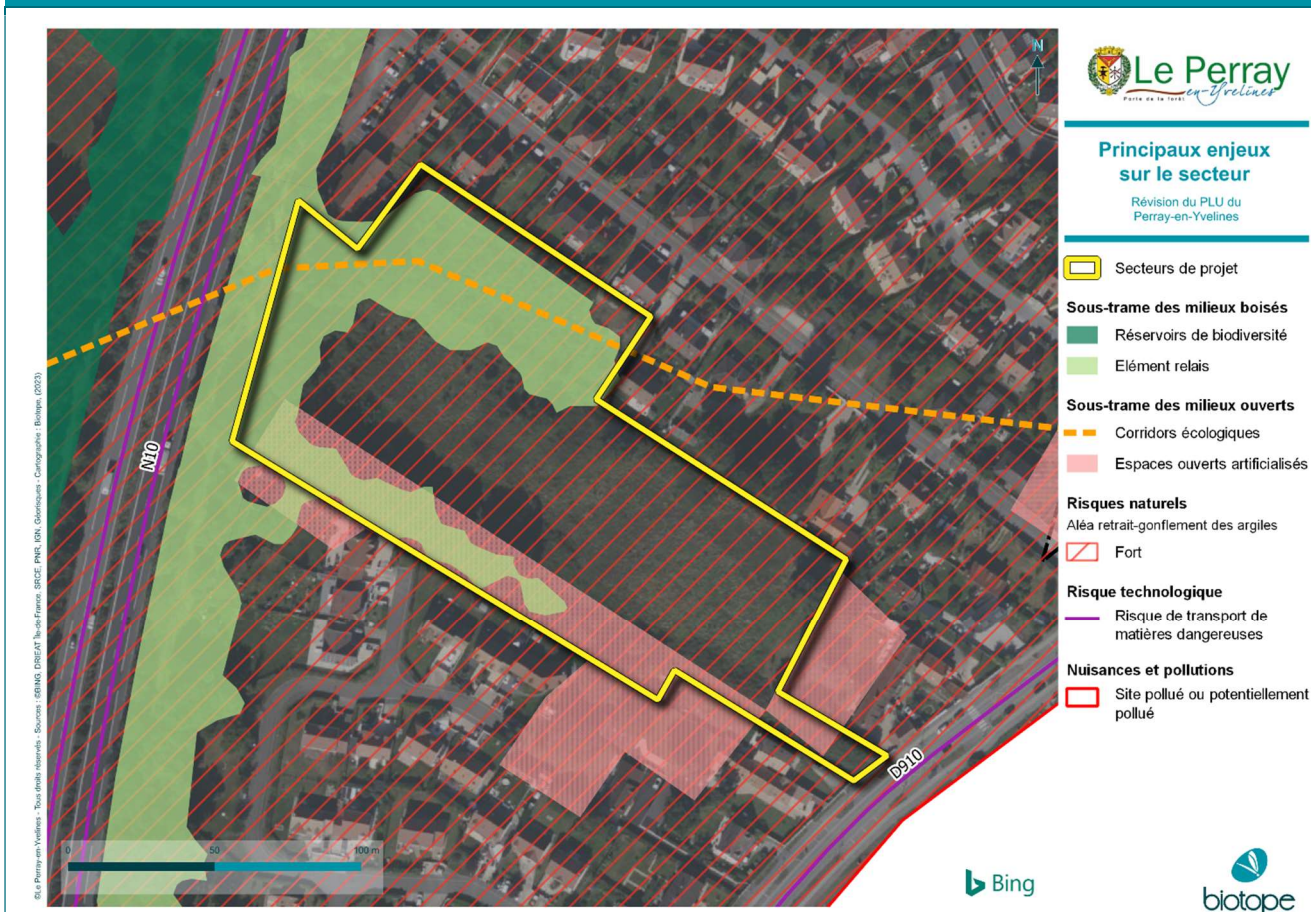 N
N10
D910
0 50 100 m
Bing
©Le Perray-en-Yvelines - Tous droits réservés - Sources : ©BING, DRIEAT Île-de-France, SRCE, PNR, IGN, Géorisques - Cartographie : Biotope, (2023)
Le Perray
en-Yvelines
Porte de la forêt
Principaux enjeux
sur le secteur
Révision du PLU du
Perray-en-Yvelines
Secteurs de projet
Sous-trame des milieux boisés
Réservoirs de biodiversité
Elément relais
Sous-trame des milieux ouverts
Corridors écologiques
Espaces ouverts artificialisés
Risques naturels
Aléa retrait-gonflement des argiles
Fort
Risque technologique
Risque de transport de
matières dangereuses
Nuisances et pollutions
Site pollué ou potentiellement
pollué
biotope